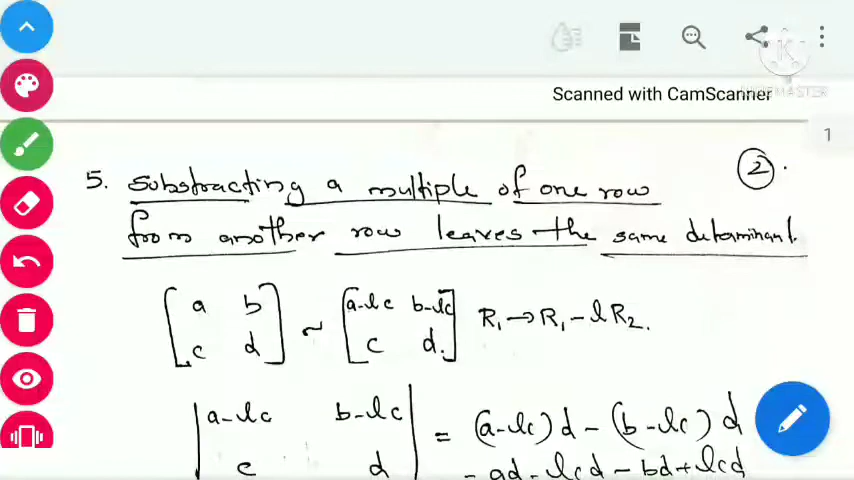 KINEMASTER
Scanned with CamScanner
1
2.
5. Substracting a multiple of one row
from another row leaves the same determinant.
[a b
c d] ~ [a-lc b-lc
c d.] R₁→R₁-lR₂.
|a-lc b-lc
c d| = (a-lc)d-(b-lc)d
= ad-lcd-bd+lcd